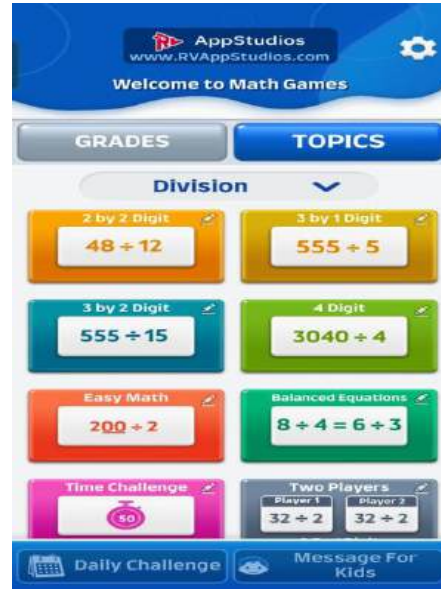 AppStudios
www.RVAppStudios.com
Welcome to Math Games
GRADES
TOPICS
Division
2 by 2 Digit
3 by 1 Digit
48 ÷ 12
555 ÷ 5
3 by 2 Digit
4 Digit
555 ÷ 15
3040 ÷ 4
Easy Math
Balanced Equations
200 ÷ 2
8 ÷ 4 = 6 ÷ 3
Time Challenge
Two Players
50
Player 1
Player 2
32 ÷ 2
32 ÷ 2
Daily Challenge
Message For
Kids